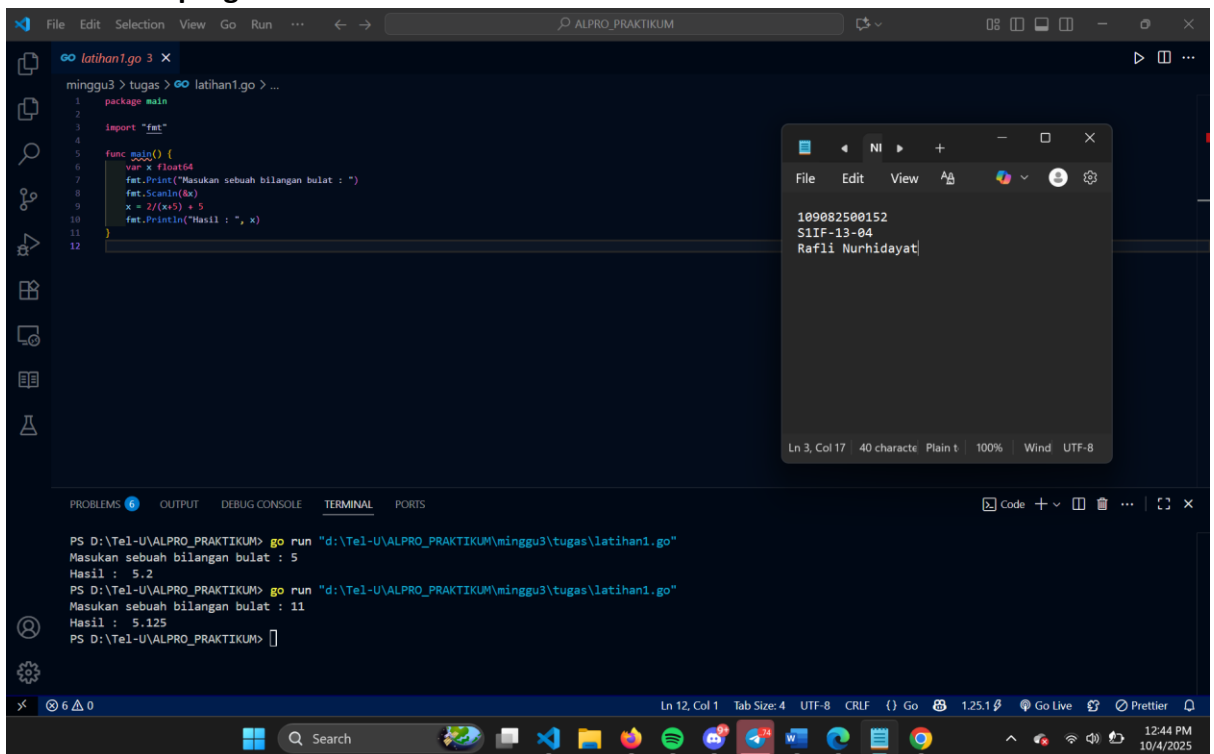 File Edit Selection View Go Run ... ALPRO_PRAKTIKUM
latihan1.go 3
minggu3 > tugas > latihan1.go > ...
1 package main
2
3 import "fmt"
4
5 func main() {
6 var x float64
7 fmt.Print("Masukan sebuah bilangan bulat : ")
8 fmt.Scanln(&x)
9 x = 2/(x+5) + 5
10 fmt.Println("Hasil : ", x)
11 }
12
NI
File Edit View
109082500152
S1IF-13-04
Rafli Nurhidayat
Ln 3, Col 17 40 characte Plain t 100% Wind UTF-8
PROBLEMS 6 OUTPUT DEBUG CONSOLE TERMINAL PORTS Code
PS D:\Tel-U\ALPRO_PRAKTIKUM> go run "d:\Tel-U\ALPRO_PRAKTIKUM\minggu3\tugas\latihan1.go"
Masukan sebuah bilangan bulat : 5
Hasil : 5.2
PS D:\Tel-U\ALPRO_PRAKTIKUM> go run "d:\Tel-U\ALPRO_PRAKTIKUM\minggu3\tugas\latihan1.go"
Masukan sebuah bilangan bulat : 11
Hasil : 5.125
PS D:\Tel-U\ALPRO_PRAKTIKUM>
6 0 Ln 12, Col 1 Tab Size: 4 UTF-8 CRLF {} Go 1.25.1 Go Live Prettier
Search 12:44 PM
10/4/2025